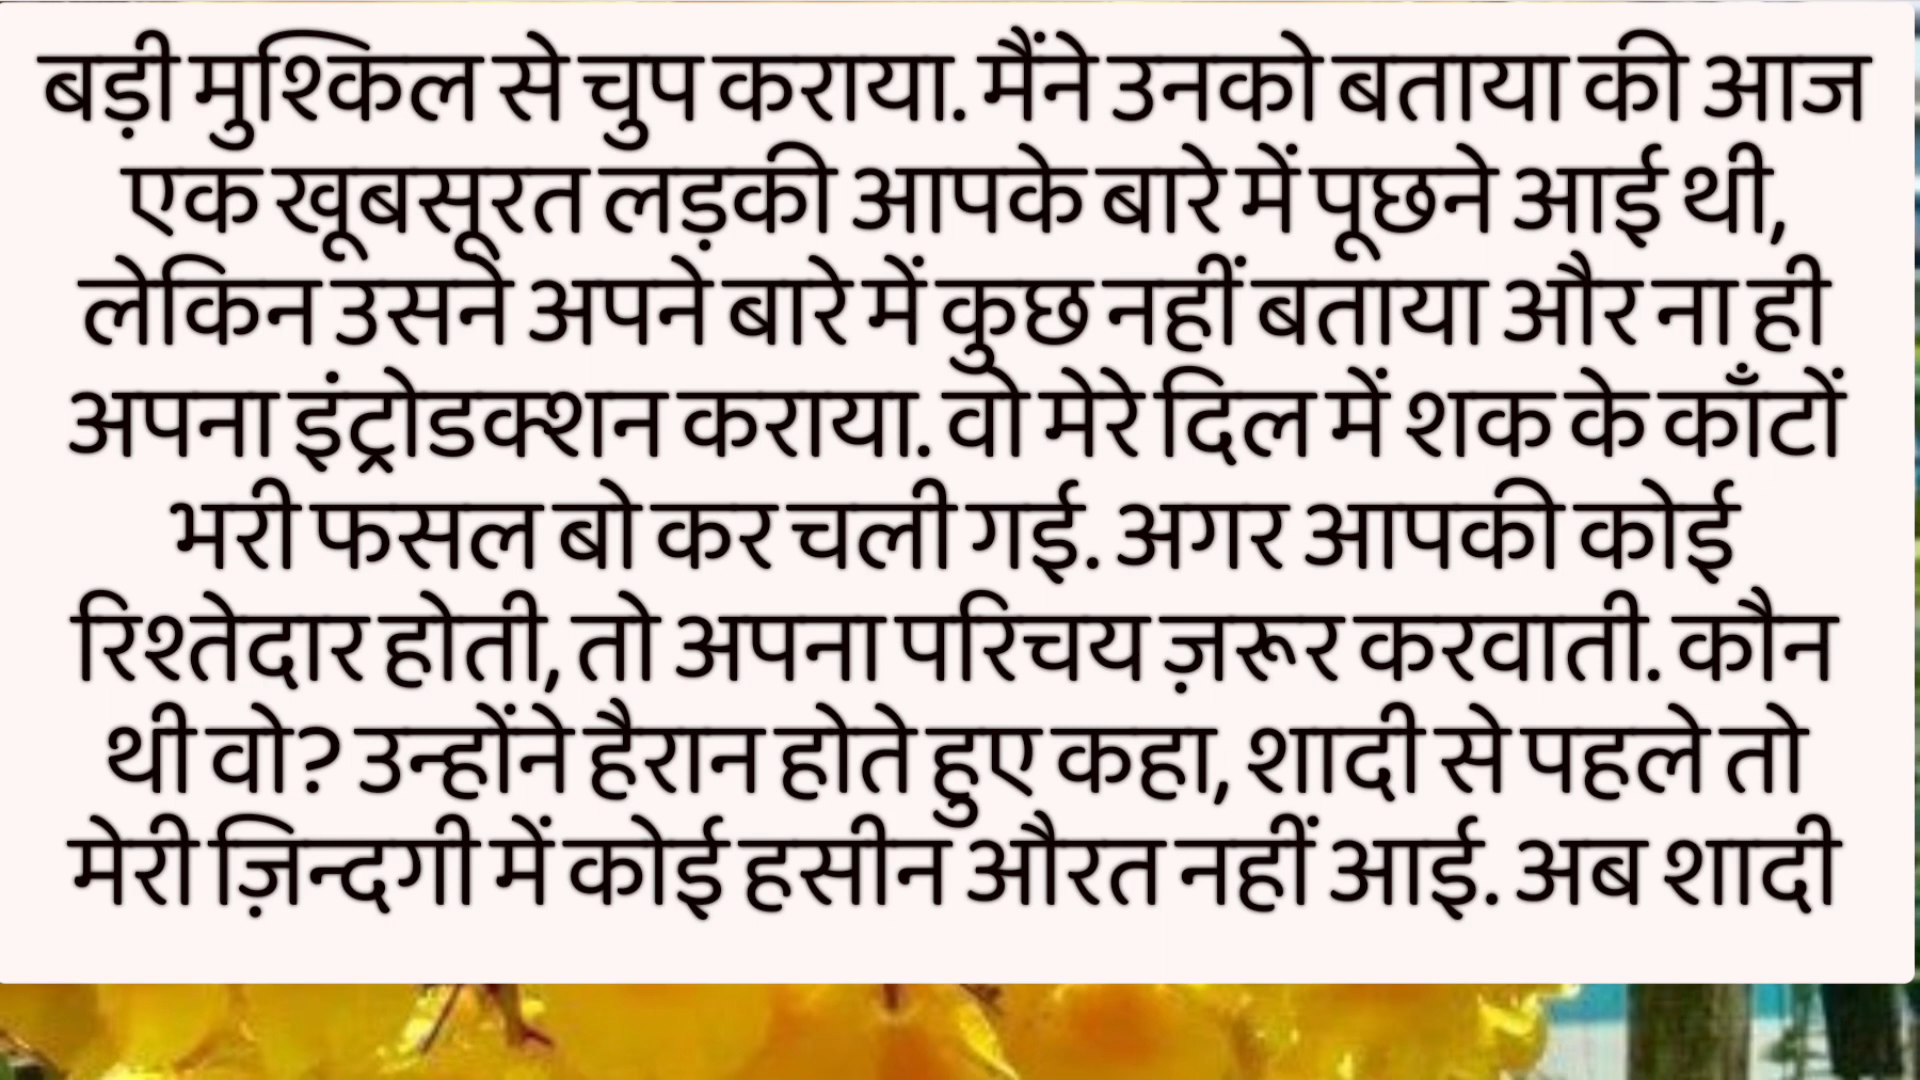 बड़ी मुश्किल से चुप कराया. मैंने उनको बताया की आज
एक खूबसूरत लड़की आपके बारे में पूछने आई थी,
लेकिन उसने अपने बारे में कुछ नहीं बताया और ना ही
अपना इंट्रोडक्शन कराया. वो मेरे दिल में शक के काँटों
भरी फसल बो कर चली गई. अगर आपकी कोई
रिश्तेदार होती, तो अपना परिचय ज़रूर करवाती. कौन
थी वो? उन्होंने हैरान होते हुए कहा, शादी से पहले तो
मेरी ज़िन्दगी में कोई हसीन औरत नहीं आई. अब शादी